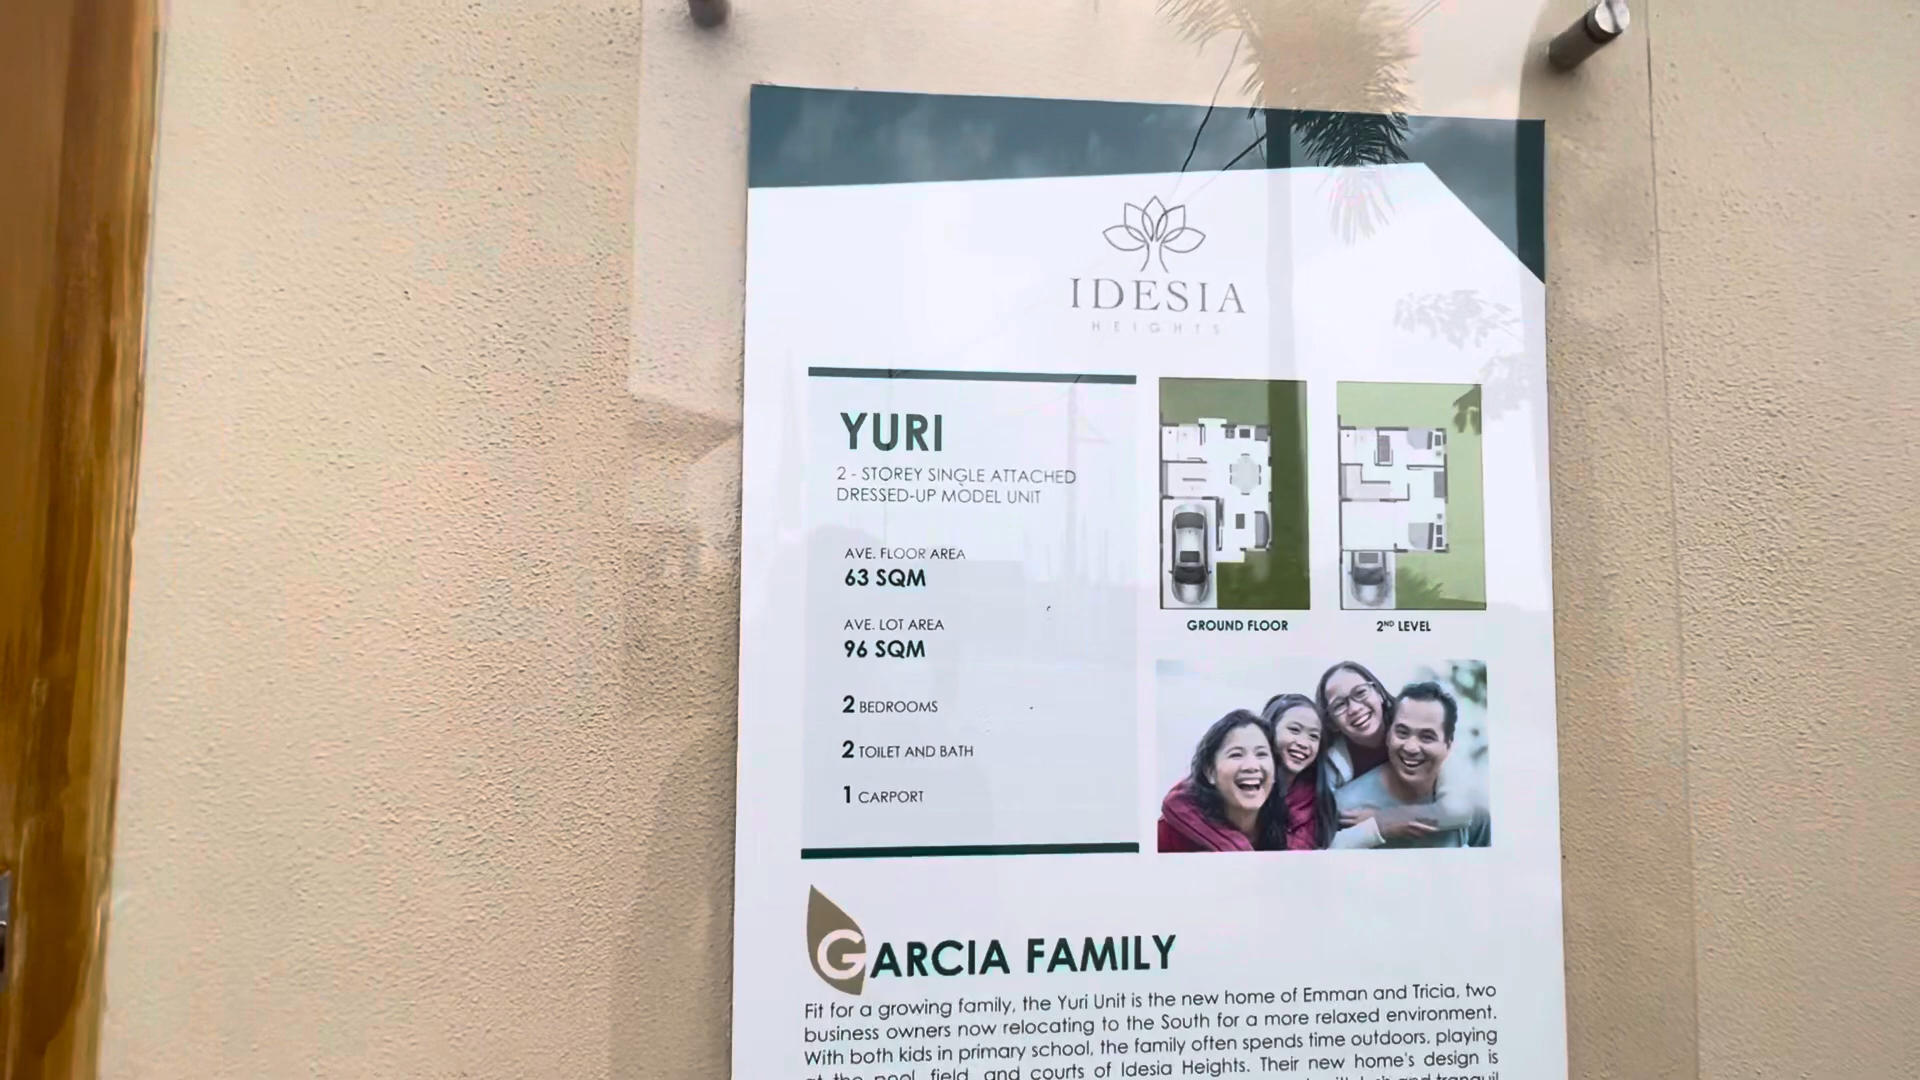 IDESIA
HEIGHTS
YURI
2 - STOREY SINGLE ATTACHED
DRESSED-UP MODEL UNIT
AVE. FLOOR AREA
63 SQM
AVE. LOT AREA
96 SQM
2 BEDROOMS
2 TOILET AND BATH
1 CARPORT
GROUND FLOOR
2ND LEVEL
GARCIA FAMILY
Fit for a growing family, the Yuri Unit is the new home of Emman and Tricia, two
business owners now relocating to the South for a more relaxed environment.
With both kids in primary school, the family often spends time outdoors, playing
at the pool, field, and courts of Idesia Heights. Their new home's design is
and tranquil